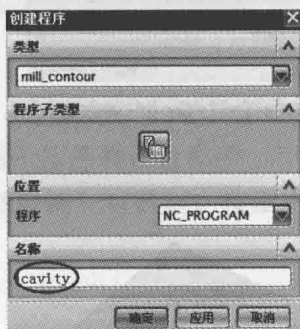 创建程序
类型
mill_contour
程序子类型
位置
程序 NC_PROGRAM
名称
cavity
确定 应用 取消